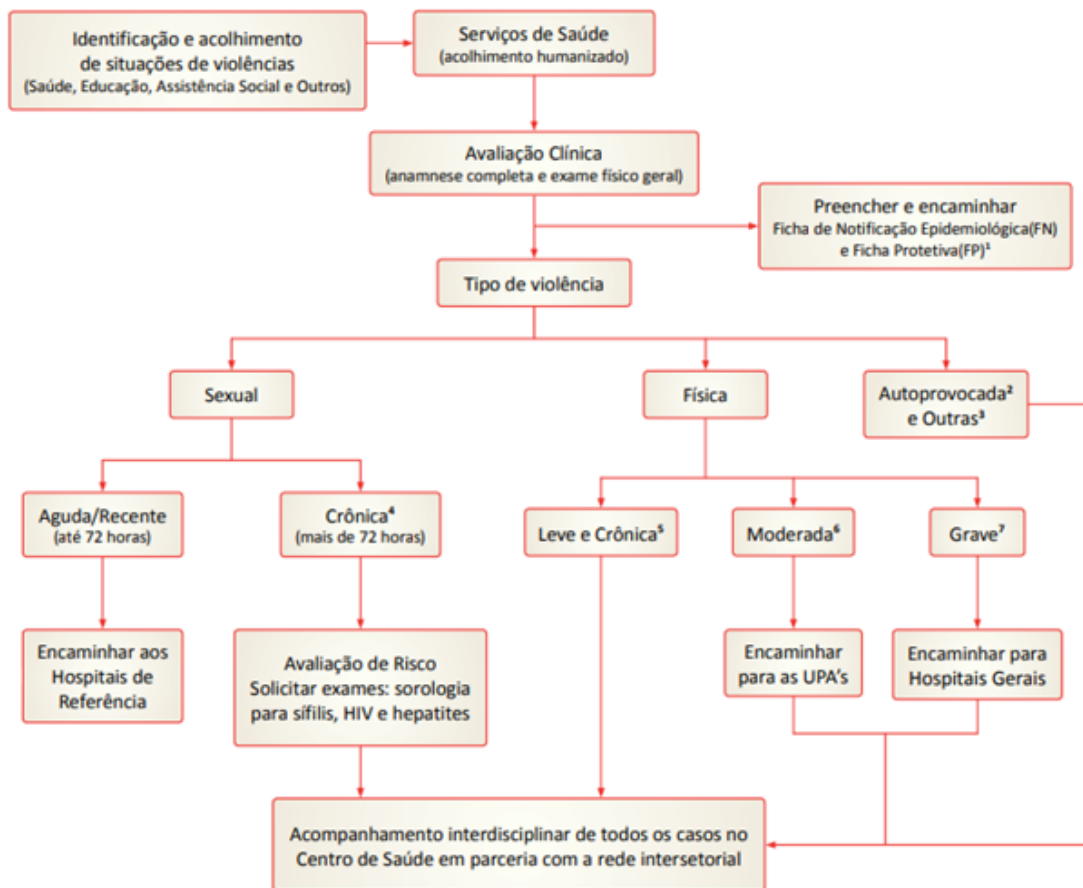 Identificação e acolhimento
de situações de violências
(Saúde, Educação, Assistência Social e Outros)
Serviços de Saúde
(acolhimento humanizado)
Avaliação Clínica
(anamnese completa e exame físico geral)
Preencher e encaminhar
Ficha de Notificação Epidemiológica(FN)
e Ficha Protetiva(FP)¹
Tipo de violência
Sexual
Física
Autoprovocada²
e Outras³
Aguda/Recente
(até 72 horas)
Crônica⁴
(mais de 72 horas)
Leve e Crônica⁵
Moderada⁶
Grave⁷
Encaminhar aos
Hospitais de
Referência
Avaliação de Risco
Solicitar exames: sorologia
para sífilis, HIV e hepatites
Encaminhar
para as UPA's
Encaminhar para
Hospitais Gerais
Acompanhamento interdisciplinar de todos os casos no
Centro de Saúde em parceria com a rede intersetorial